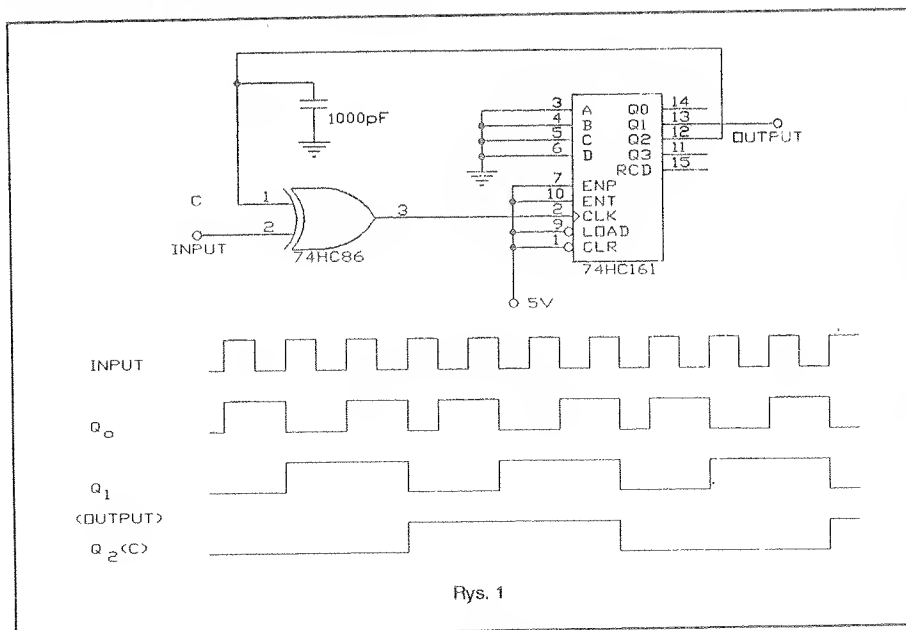 1000pF
C
1
2
INPUT
3
74HC86
3 A
4 B
5 C
6 D
7 ENP
10 ENT
2 CLK
9 LOAD
1 CLR
Q0 14
Q1 13
Q2 12
Q3 11
RCD 15
74HC161
OUTPUT
5V
INPUT
Q0
Q1
(OUTPUT)
Q2(C)
Rys. 1